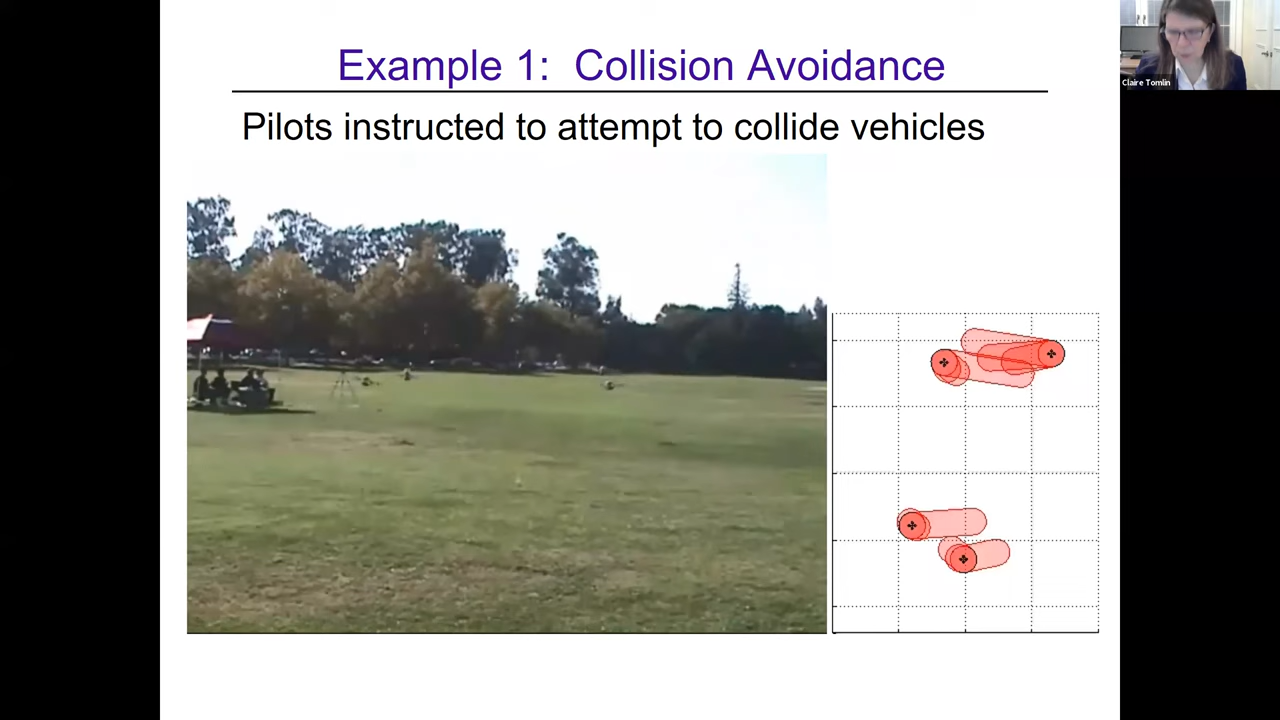 Example 1: Collision Avoidance
Pilots instructed to attempt to collide vehicles
Claire Tomlin